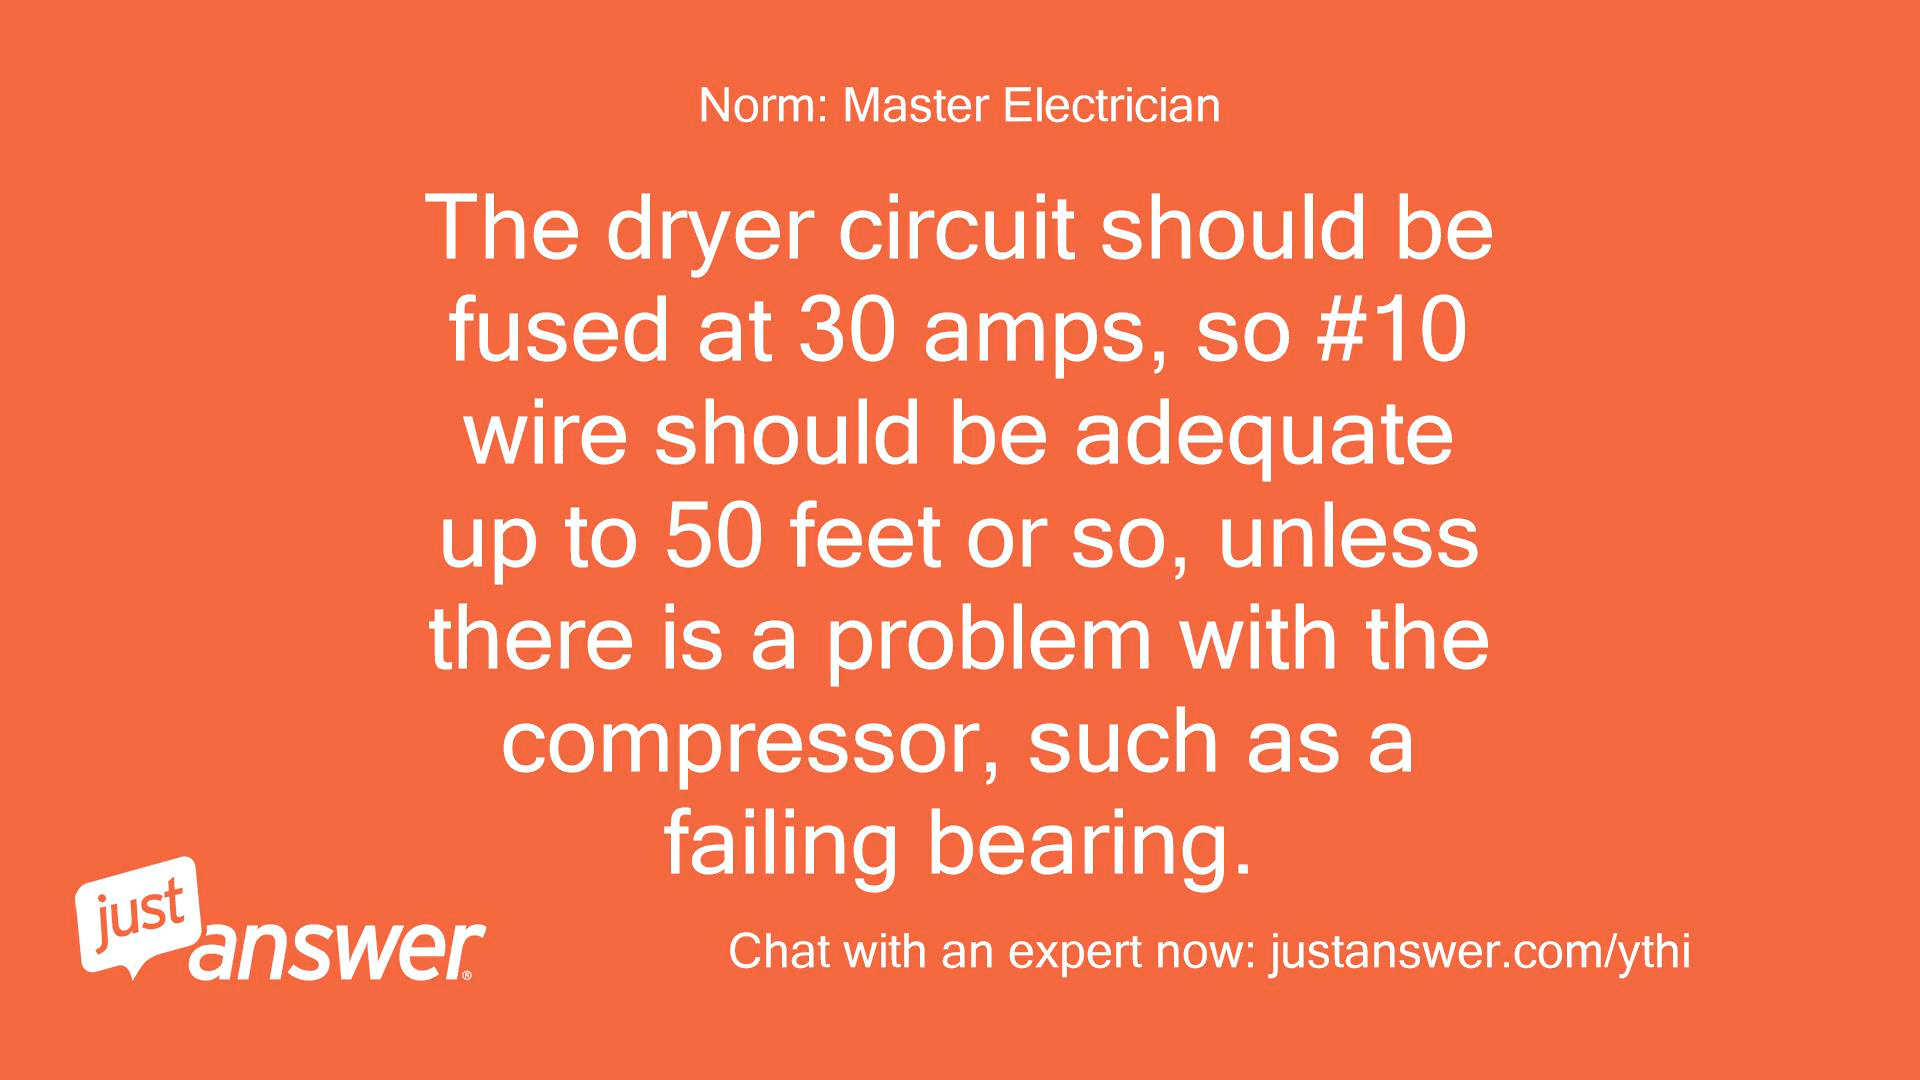 Norm: Master Electrician
The dryer circuit should be
fused at 30 amps, so #10
wire should be adequate
up to 50 feet or so, unless
there is a problem with the
compressor, such as a
failing bearing.
just
answer®
Chat with an expert now: justanswer.com/ythi